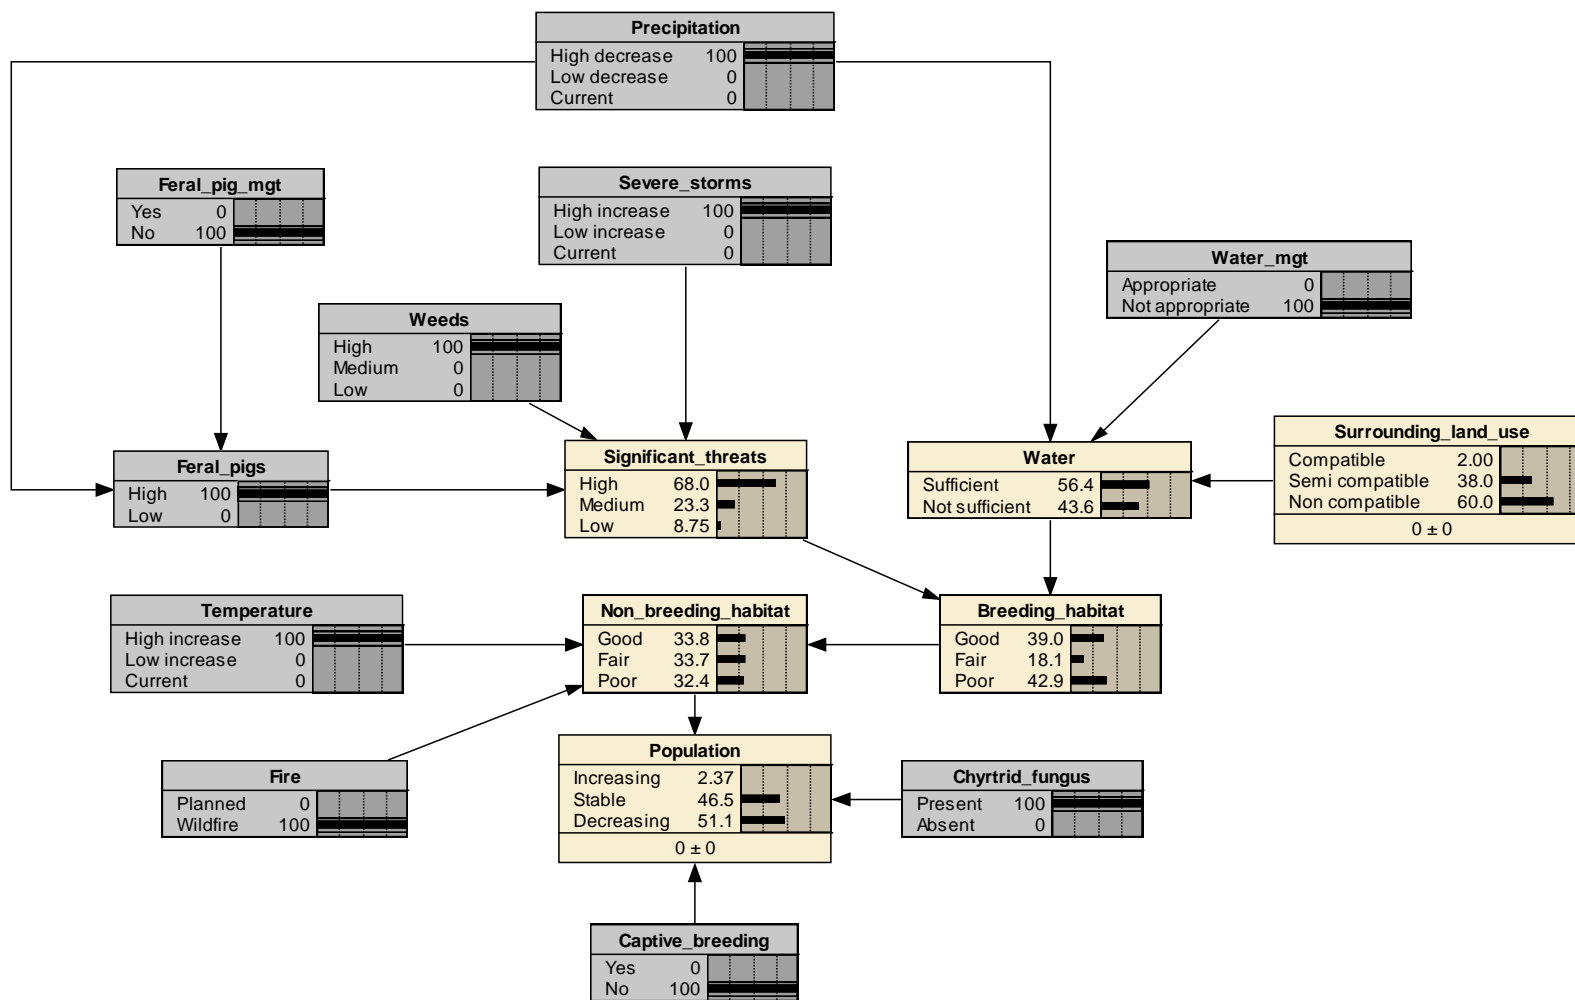 Precipitation
High decrease 100
Low decrease 0
Current 0
Feral_pig_mgt
Yes 0
No 100
Severe_storms
High increase 100
Low increase 0
Current 0
Water_mgt
Appropriate 0
Not appropriate 100
Weeds
High 100
Medium 0
Low 0
Feral_pigs
High 100
Low 0
Significant_threats
High 68.0
Medium 23.3
Low 8.75
Water
Sufficient 56.4
Not sufficient 43.6
Surrounding_land_use
Compatible 2.00
Semi compatible 38.0
Non compatible 60.0
0 ± 0
Temperature
High increase 100
Low increase 0
Current 0
Non_breeding_habitat
Good 33.8
Fair 33.7
Poor 32.4
Breeding_habitat
Good 39.0
Fair 18.1
Poor 42.9
Fire
Planned 0
Wildfire 100
Population
Increasing 2.37
Stable 46.5
Decreasing 51.1
0 ± 0
Chyrtrid_fungus
Present 100
Absent 0
Captive_breeding
Yes 0
No 100